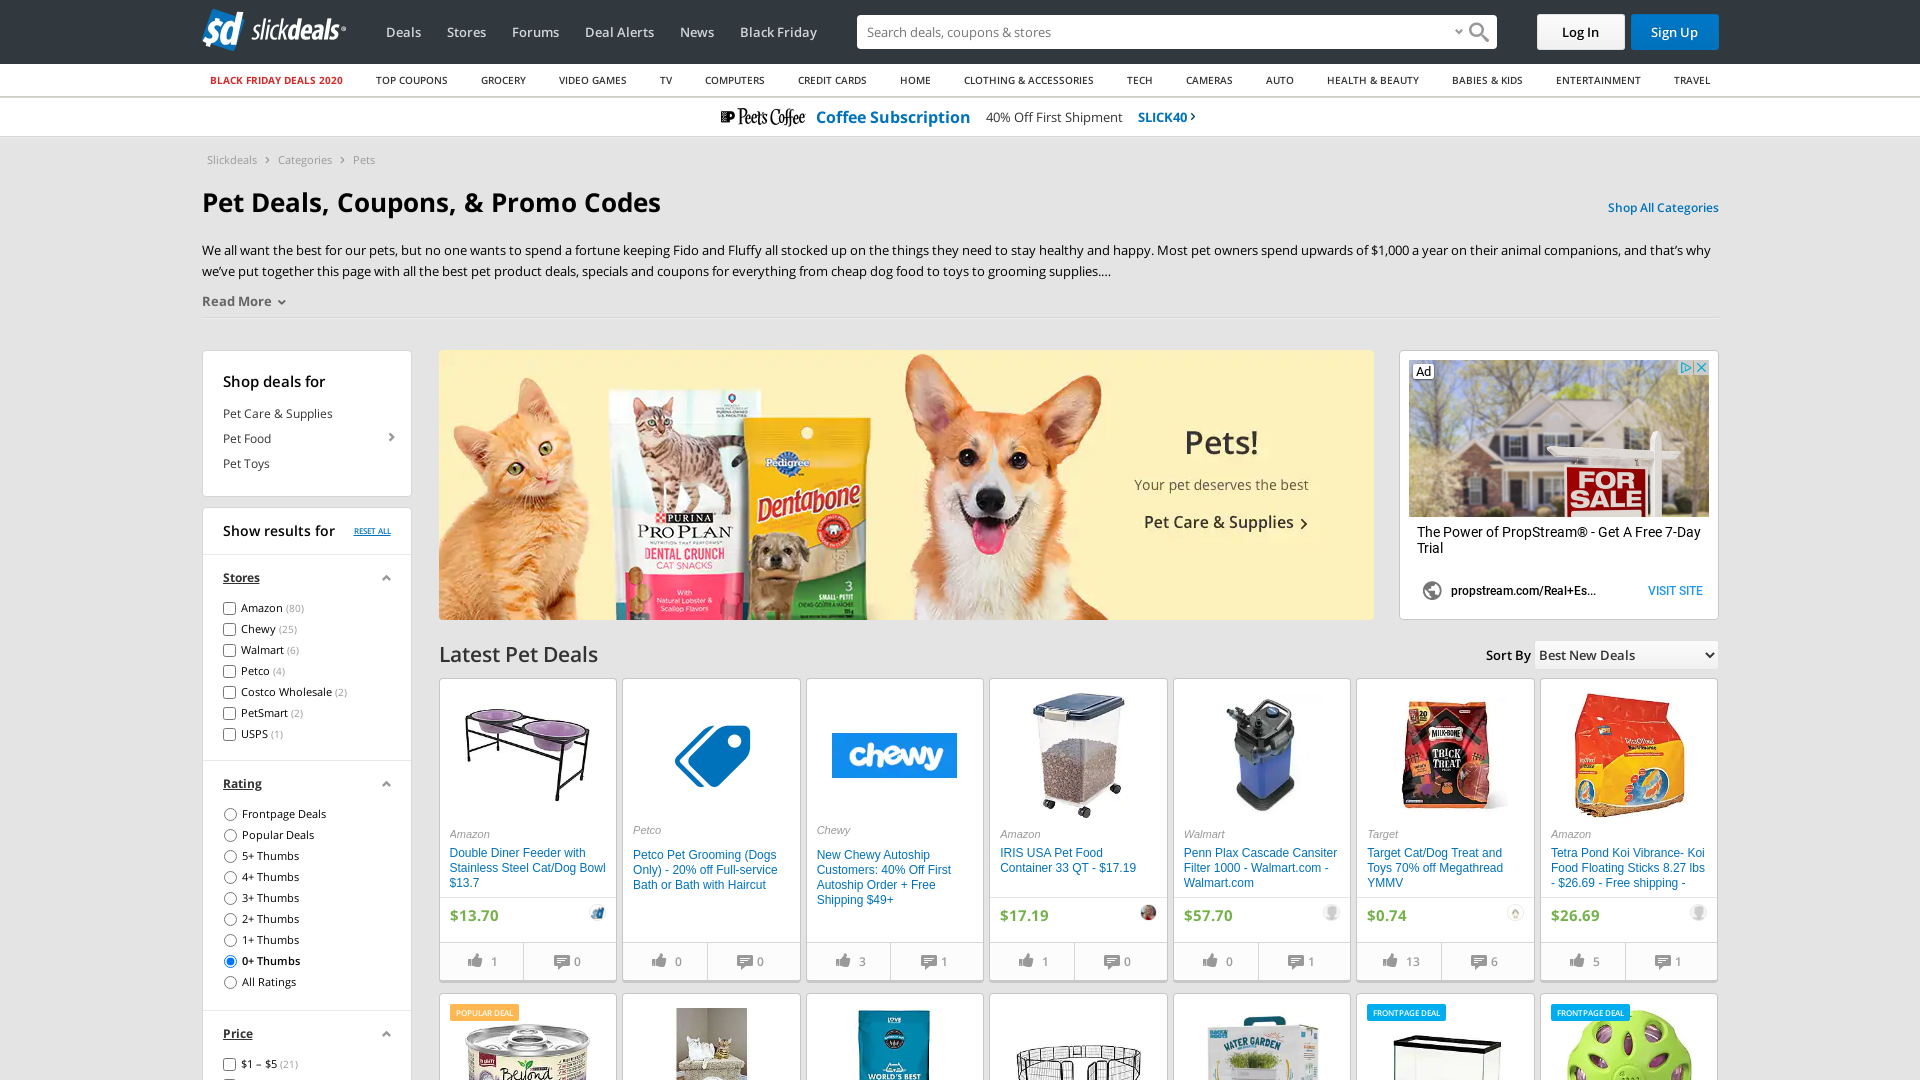 sd slickdeals
Deals
Stores
Forums
Deal Alerts
News
Black Friday
Search deals, coupons & stores
Log In
Sign Up
BLACK FRIDAY DEALS 2020
TOP COUPONS
GROCERY
VIDEO GAMES
TV
COMPUTERS
CREDIT CARDS
HOME
CLOTHING & ACCESSORIES
TECH
CAMERAS
AUTO
HEALTH & BEAUTY
BABIES & KIDS
ENTERTAINMENT
TRAVEL
Peet's Coffee Coffee Subscription 40% Off First Shipment SLICK40
Slickdeals > Categories > Pets
Pet Deals, Coupons, & Promo Codes
Shop All Categories
We all want the best for our pets, but no one wants to spend a fortune keeping Fido and Fluffy all stocked up on the things they need to stay healthy and happy. Most pet owners spend upwards of $1,000 a year on their animal companions, and that’s why
we’ve put together this page with all the best pet product deals, specials and coupons for everything from cheap dog food to toys to grooming supplies....
Read More
Shop deals for
Pet Care & Supplies
Pet Food
Pet Toys
Show results for RESET ALL
Stores
Amazon (80)
Chewy (25)
Walmart (6)
Petco (4)
Costco Wholesale (2)
PetSmart (2)
USPS (1)
Rating
Frontpage Deals
Popular Deals
5+ Thumbs
4+ Thumbs
3+ Thumbs
2+ Thumbs
1+ Thumbs
0+ Thumbs
All Ratings
Price
$1 – $5 (21)
PURINA
PRO PLAN
DENTAL CRUNCH
CAT SNACKS
With
Natural Lobster &
Scallop Flavors
Pedigree
Dentabone
3
SMALL-PETIT
Pets!
Your pet deserves the best
Pet Care & Supplies
Ad
FOR
SALE
The Power of PropStream® - Get A Free 7-Day
Trial
propstream.com/Real+Es...
VISIT SITE
Latest Pet Deals
Sort By Best New Deals
Amazon
Double Diner Feeder with
Stainless Steel Cat/Dog Bowl
$13.7
$13.70
1
0
Petco
Petco Pet Grooming (Dogs
Only) - 20% off Full-service
Bath or Bath with Haircut
0
0
chewy
Chewy
New Chewy Autoship
Customers: 40% Off First
Autoship Order + Free
Shipping $49+
3
1
Amazon
IRIS USA Pet Food
Container 33 QT - $17.19
$17.19
1
0
Walmart
Penn Plax Cascade Cansiter
Filter 1000 - Walmart.com -
Walmart.com
$57.70
0
1
MILK-BONE
TRICK
TREAT
Target
Target Cat/Dog Treat and
Toys 70% off Megathread
YMMV
$0.74
13
6
Amazon
Tetra Pond Koi Vibrance- Koi
Food Floating Sticks 8.27 lbs
- $26.69 - Free shipping -
$26.69
5
1
POPULAR DEAL
Beyond
WORLD'S BEST
WATER GARDEN
FRONTPAGE DEAL
FRONTPAGE DEAL